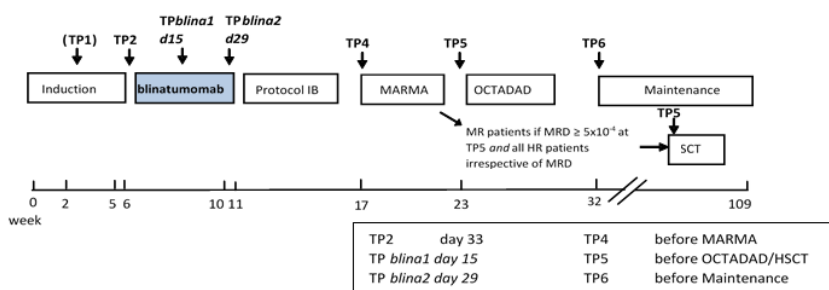 TPblina1 TPblina2
d15 d29
(TP1) TP2 TP4 TP5 TP6
Induction blinatumomab Protocol IB MARMA OCTADAD Maintenance
TP5
MR patients if MRD ≥ 5x10⁻⁴ at
TP5 and all HR patients
irrespective of MRD
SCT
0 2 5 6 10 11 17 23 32 109
week
TP2 day 33 TP4 before MARMA
TP blina1 day 15 TP5 before OCTADAD/HSCT
TP blina2 day 29 TP6 before Maintenance